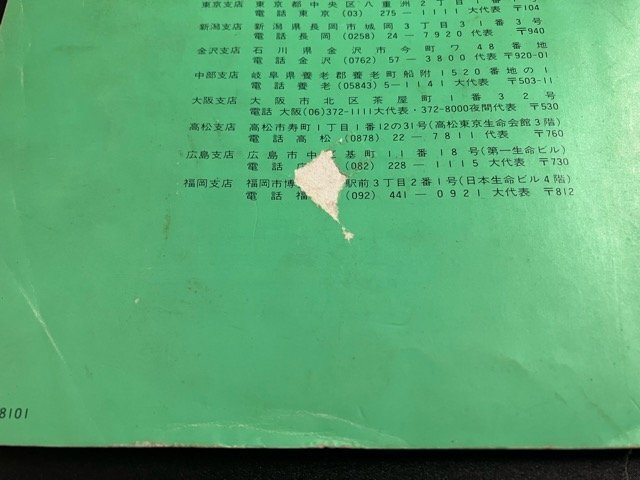 東京支店 東京都中央区八重洲2丁目
電話東京(03) 275－1111大代表 〒104
新潟支店 新潟県長岡市城岡3丁目3番3号
電話長岡(0258) 24－7920代表 〒940
金沢支店 石川県金沢市今町ワ48番地
電話金沢(0762) 57－3800代表 〒920-01
中部支店 岐阜県養老郡養老町船附1520番地の1
電話養老(05843)5－1141大代表 〒503-11
大阪支店 大阪市北区茶屋町1番32号
電話大阪(06)372-1111大代表・372-8000夜間代表 〒530
高松支店 高松市寿町1丁目1番12の31号(高松東京生命会館3階)
電話高松(0878) 22－7811代表 〒760
広島支店 広島市中 基町11番18号(第一生命ビル)
電話 (082) 228－1115大代表 〒730
福岡支店 福岡市博 駅前3丁目2番1号(日本生命ビル4階)
電話福 (092) 441－0921大代表 〒812
8101